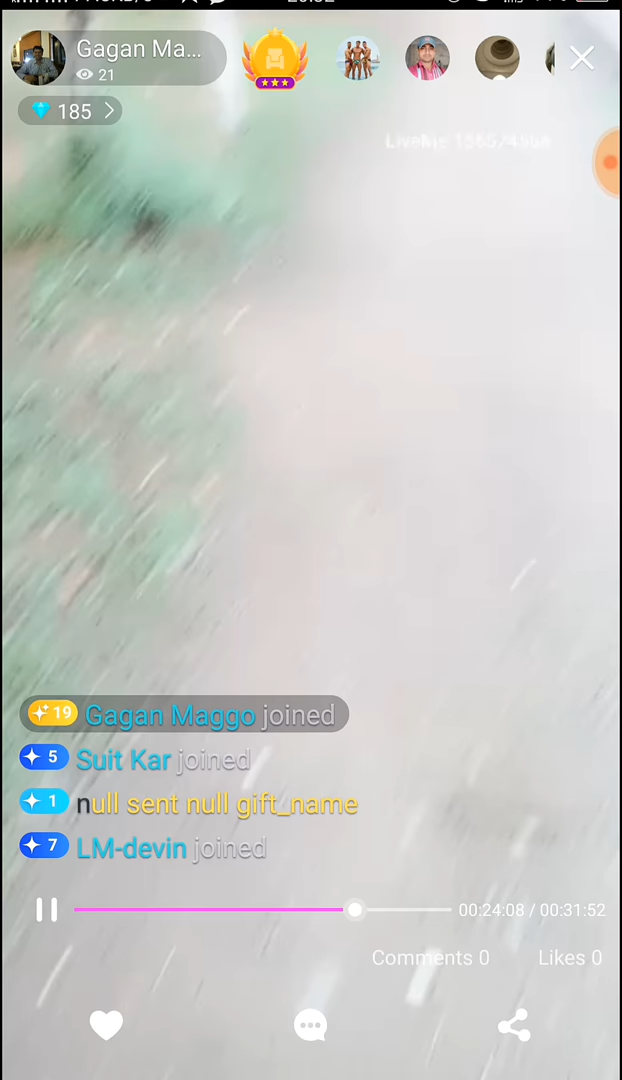 Gagan Ma...
21
185
19 Gagan Maggo joined
5 Suit Kar joined
1 null sent null gift_name
7 LM-devin joined
00:24:08 / 00:31:52
Comments 0 Likes 0